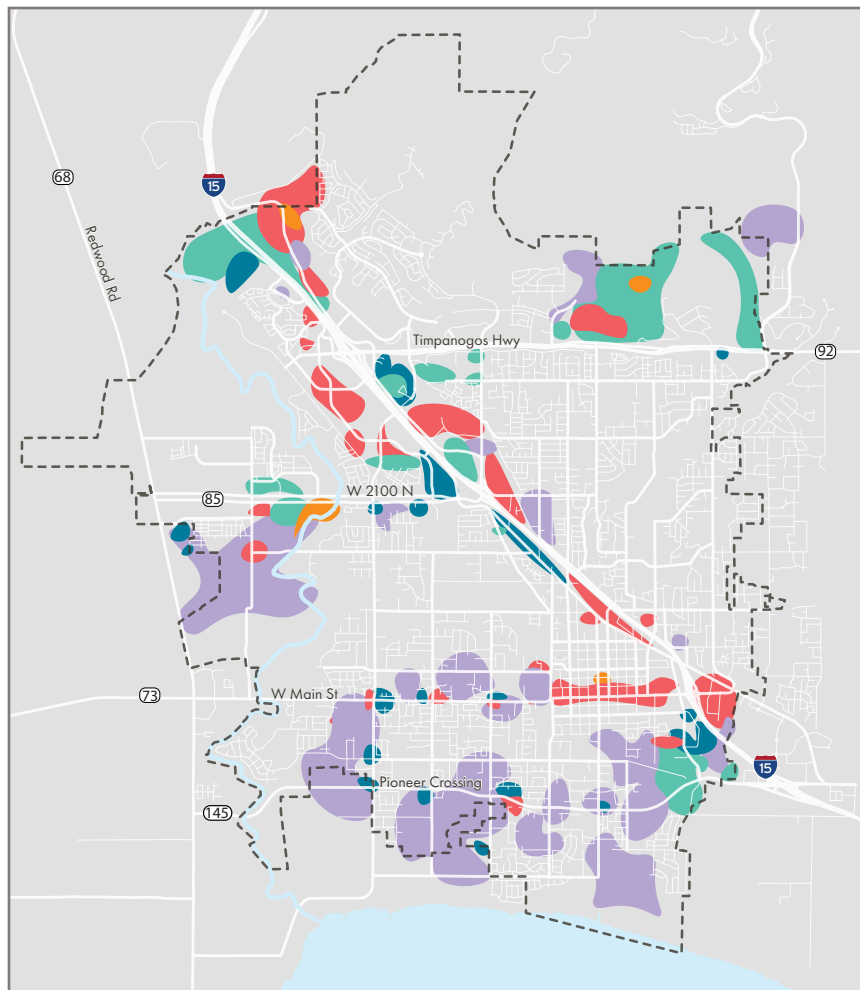 68
15
Redwood Rd
Timpanogos Hwy
92
W 2100 N
85
W Main St
73
15
Pioneer Crossing
145